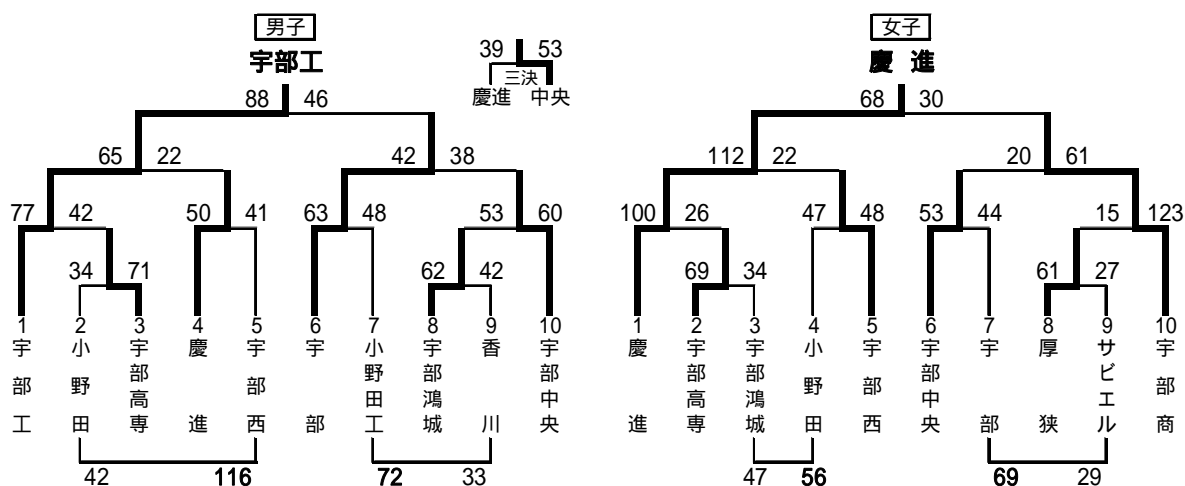 男子
宇部工
39 53
三決
慶進 中央
88 46
65 22
42 38
77 42
50 41
63 48
53 60
34 71
62 42
1 宇部工
2 小野田
3 宇部高専
4 慶進
5 宇部西
6 宇部
7 小野田工
8 宇部鴻城
9 香川
10 宇部中央
42 116
72 33
女子
慶進
68 30
112 22
20 61
100 26
47 48
53 44
15 123
69 34
61 27
1 慶進
2 宇部高専
3 宇部鴻城
4 小野田
5 宇部西
6 宇部中央
7 宇部
8 厚狭
9 サビエル
10 宇部商
47 56
69 29